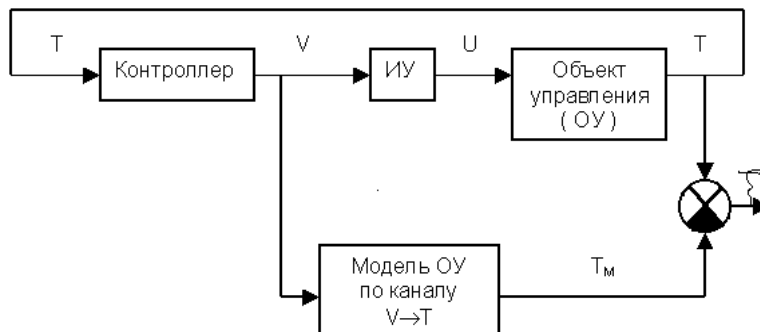 T
V
U
T
Контроллер
ИУ
Объект
управления
( ОУ )
Модель ОУ
по каналу
V→T
Tм